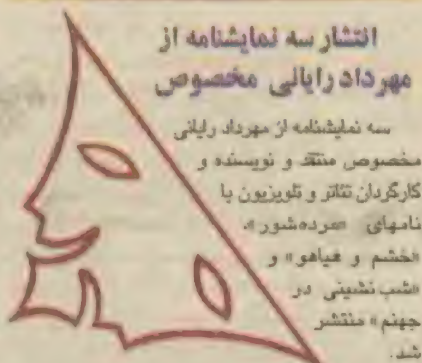 انتشار سه نمایشنامه از
مهرداد رایانی مخصوص
سه نمایشنامه از مهرداد رایانی
مخصوص منتقد و نویسنده و
کارگردان تئاتر و تلویزیون با
نامهای «مرده‌شور»،
«خشم و هیاهو» و
«شب نشینی در
جهنم» منتشر
شد.